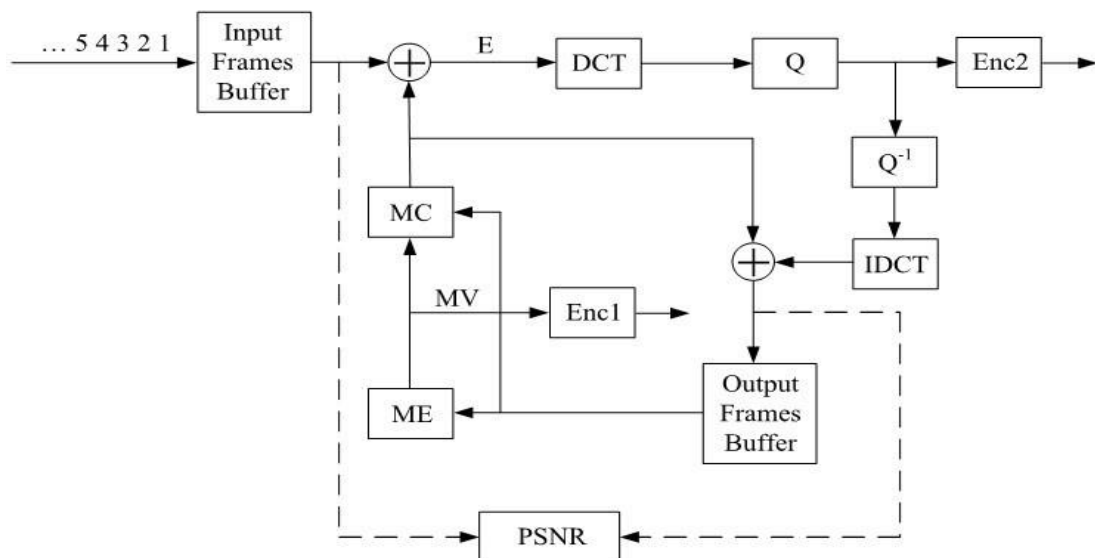 … 5 4 3 2 1
Input
Frames
Buffer
E
DCT
Q
Enc2
Q⁻¹
MC
IDCT
MV
Enc1
ME
Output
Frames
Buffer
PSNR